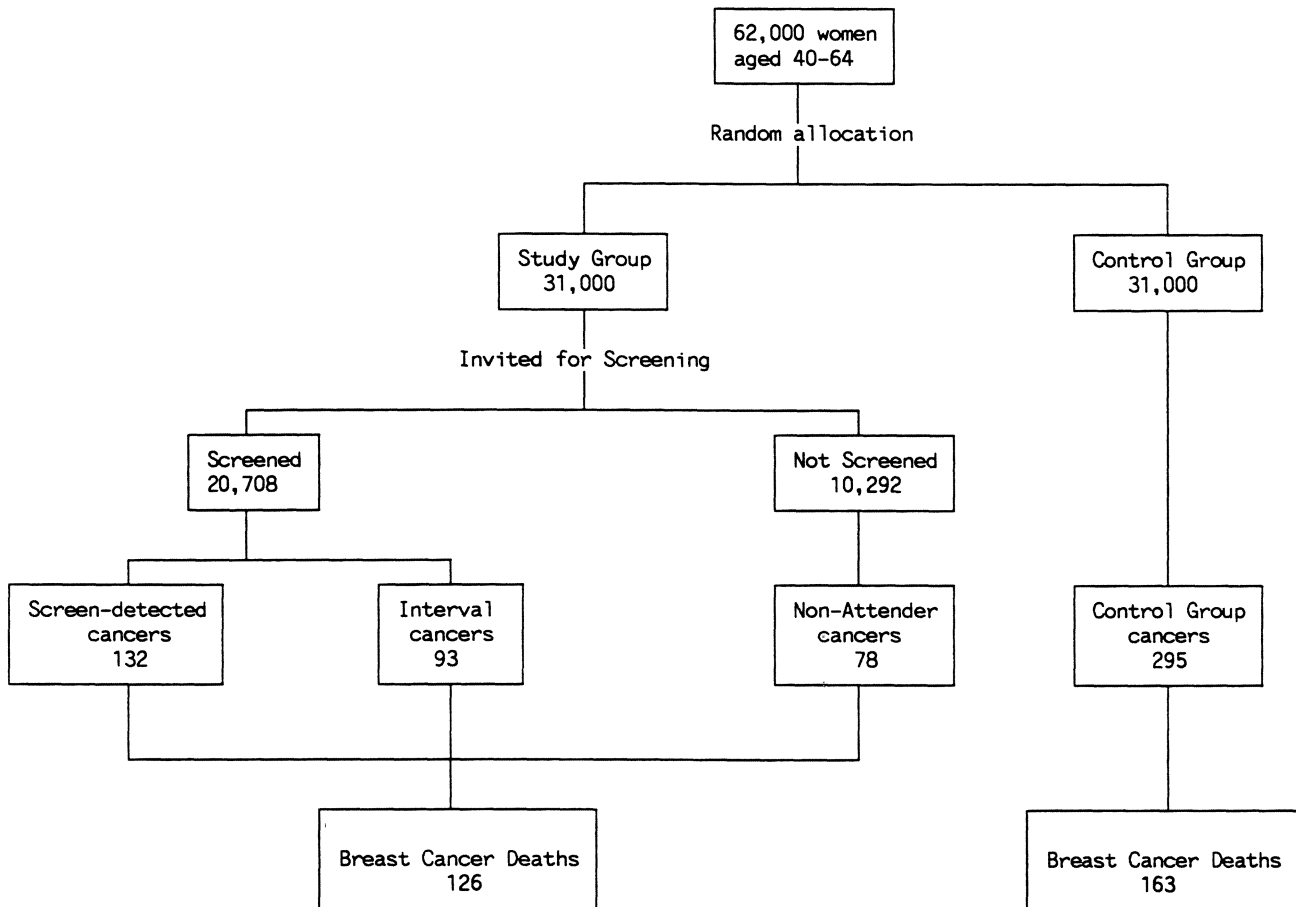 62,000 women
aged 40-64
Random allocation
Study Group
31,000
Control Group
31,000
Invited for Screening
Screened
20,708
Not Screened
10,292
Screen-detected
cancers
132
Interval
cancers
93
Non-Attender
cancers
78
Control Group
cancers
295
Breast Cancer Deaths
126
Breast Cancer Deaths
163